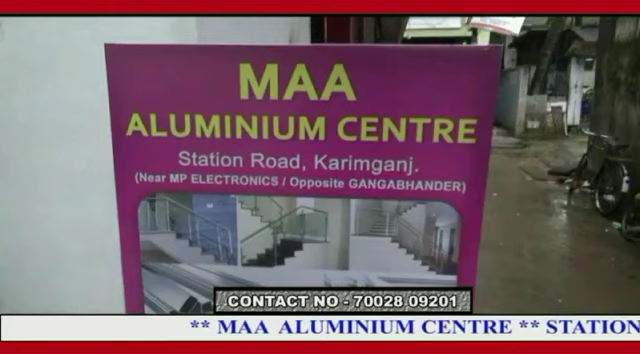 MAA
ALUMINIUM CENTRE
Station Road, Karimganj.
(Near MP ELECTRONICS / Opposite GANGABHANDER)
CONTACT NO - 70028 09201
** MAA ALUMINIUM CENTRE ** STATION